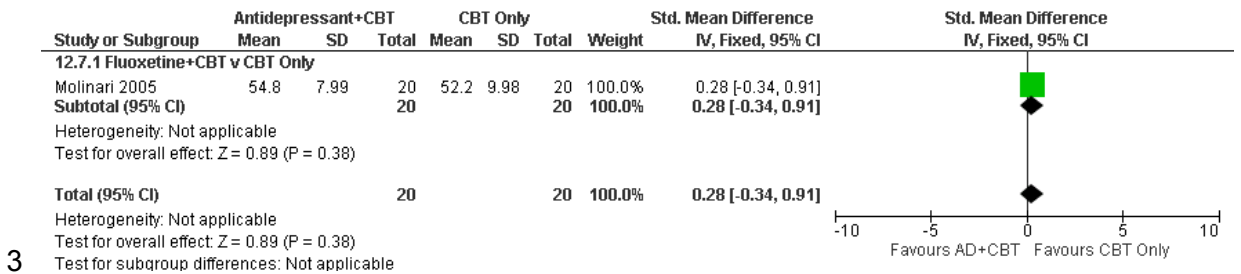 Antidepressant+CBT CBT Only Std. Mean Difference Std. Mean Difference
Study or Subgroup Mean SD Total Mean SD Total Weight IV, Fixed, 95% CI IV, Fixed, 95% CI
12.7.1 Fluoxetine+CBT v CBT Only
Molinari 2005 54.8 7.99 20 52.2 9.98 20 100.0% 0.28 [-0.34, 0.91]
Subtotal (95% CI) 20 20 100.0% 0.28 [-0.34, 0.91]
Heterogeneity: Not applicable
Test for overall effect: Z = 0.89 (P = 0.38)
Total (95% CI) 20 20 100.0% 0.28 [-0.34, 0.91]
Heterogeneity: Not applicable
Test for overall effect: Z = 0.89 (P = 0.38)
3 Test for subgroup differences: Not applicable
-10 -5 0 5 10
Favours AD+CBT Favours CBT Only